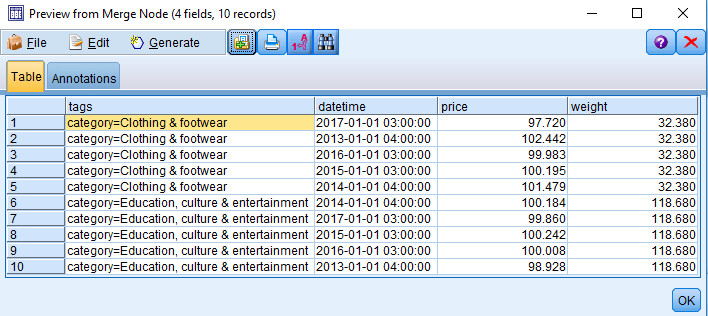 Preview from Merge Node (4 fields, 10 records)
File Edit Generate
Table Annotations
tags datetime price weight
1 category=Clothing & footwear 2017-01-01 03:00:00 97.720 32.380
2 category=Clothing & footwear 2013-01-01 04:00:00 102.442 32.380
3 category=Clothing & footwear 2016-01-01 03:00:00 99.983 32.380
4 category=Clothing & footwear 2015-01-01 03:00:00 100.195 32.380
5 category=Clothing & footwear 2014-01-01 04:00:00 101.479 32.380
6 category=Education, culture & entertainment 2014-01-01 04:00:00 100.184 118.680
7 category=Education, culture & entertainment 2017-01-01 03:00:00 99.860 118.680
8 category=Education, culture & entertainment 2015-01-01 03:00:00 100.242 118.680
9 category=Education, culture & entertainment 2016-01-01 03:00:00 100.008 118.680
10 category=Education, culture & entertainment 2013-01-01 04:00:00 98.928 118.680
OK